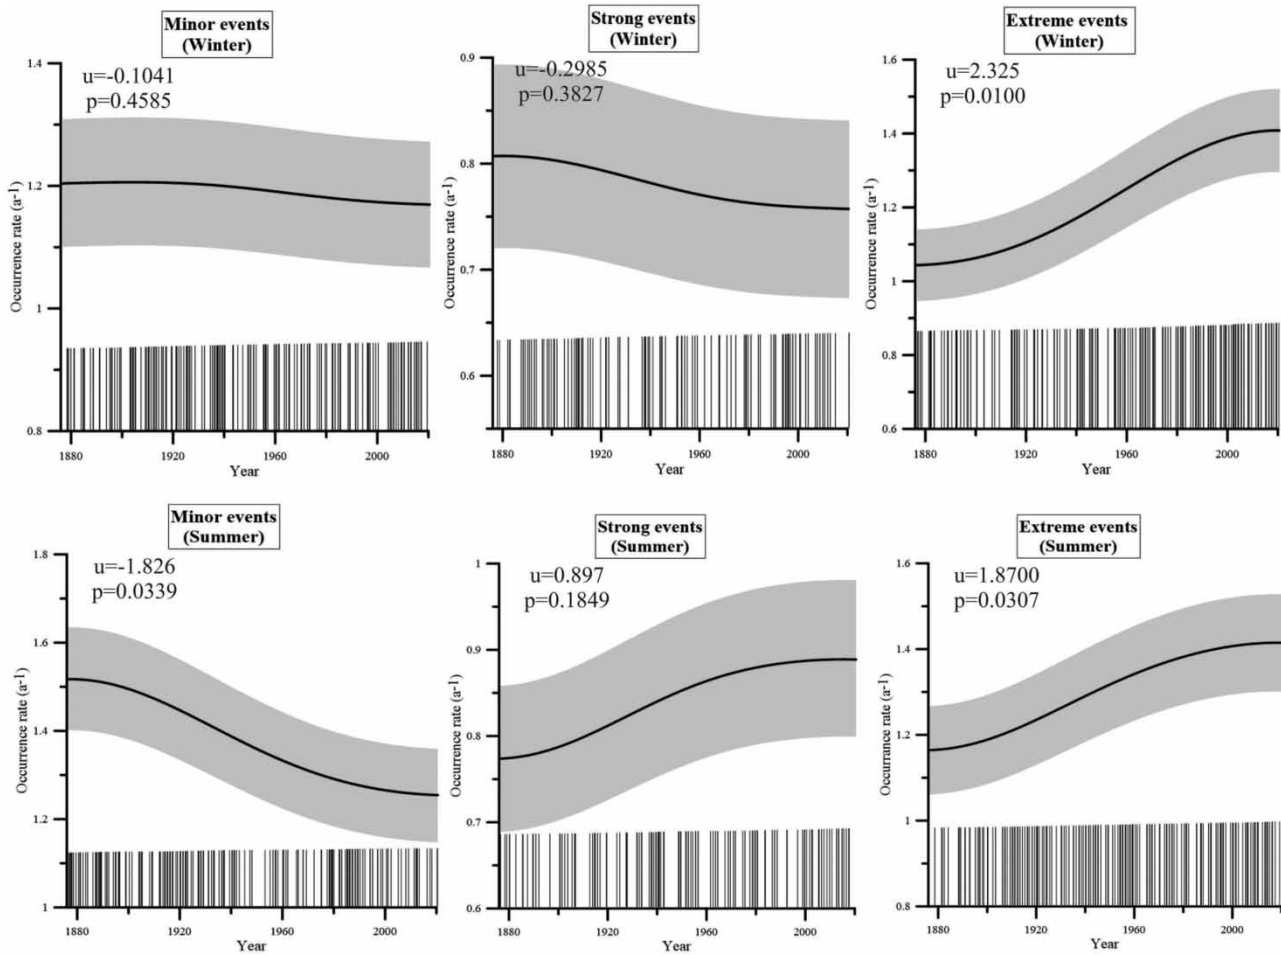 Minor events
(Winter)
u=-0.1041
p=0.4585
1.4
1.2
1
0.8
Occurrence rate (a-1)
1880
1920
1960
2000
Year
Strong events
(Winter)
u=-0.2985
p=0.3827
0.9
0.8
0.7
0.6
Occurrence rate (a-1)
1880
1920
1960
2000
Year
Extreme events
(Winter)
u=2.325
p=0.0100
1.6
1.4
1.2
1
0.8
0.6
Occurrence rate (a-1)
1880
1920
1960
2000
Year
Minor events
(Summer)
u=-1.826
p=0.0339
1.8
1.6
1.4
1.2
1
Occurrence rate (a-1)
1880
1920
1960
2000
Year
Strong events
(Summer)
u=0.897
p=0.1849
1
0.9
0.8
0.7
0.6
Occurrence rate (a-1)
1880
1920
1960
2000
Year
Extreme events
(Summer)
u=1.8700
p=0.0307
1.6
1.4
1.2
1
0.8
Occurrance rate (a-1)
1880
1920
1960
2000
Year